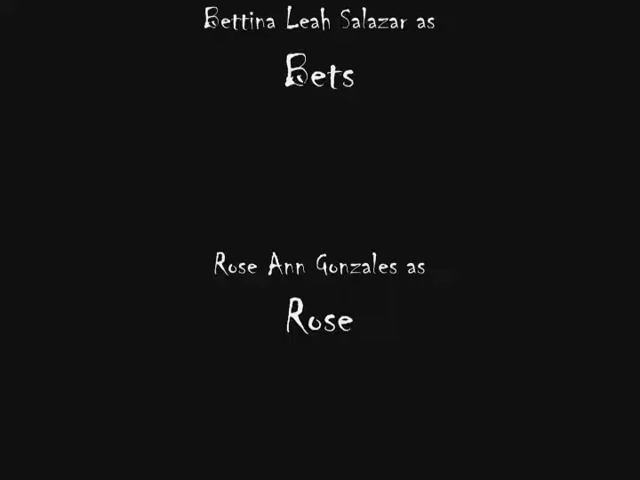 Bettina Leah Salazar as
Bets
Rose Ann Gonzales as
Rose